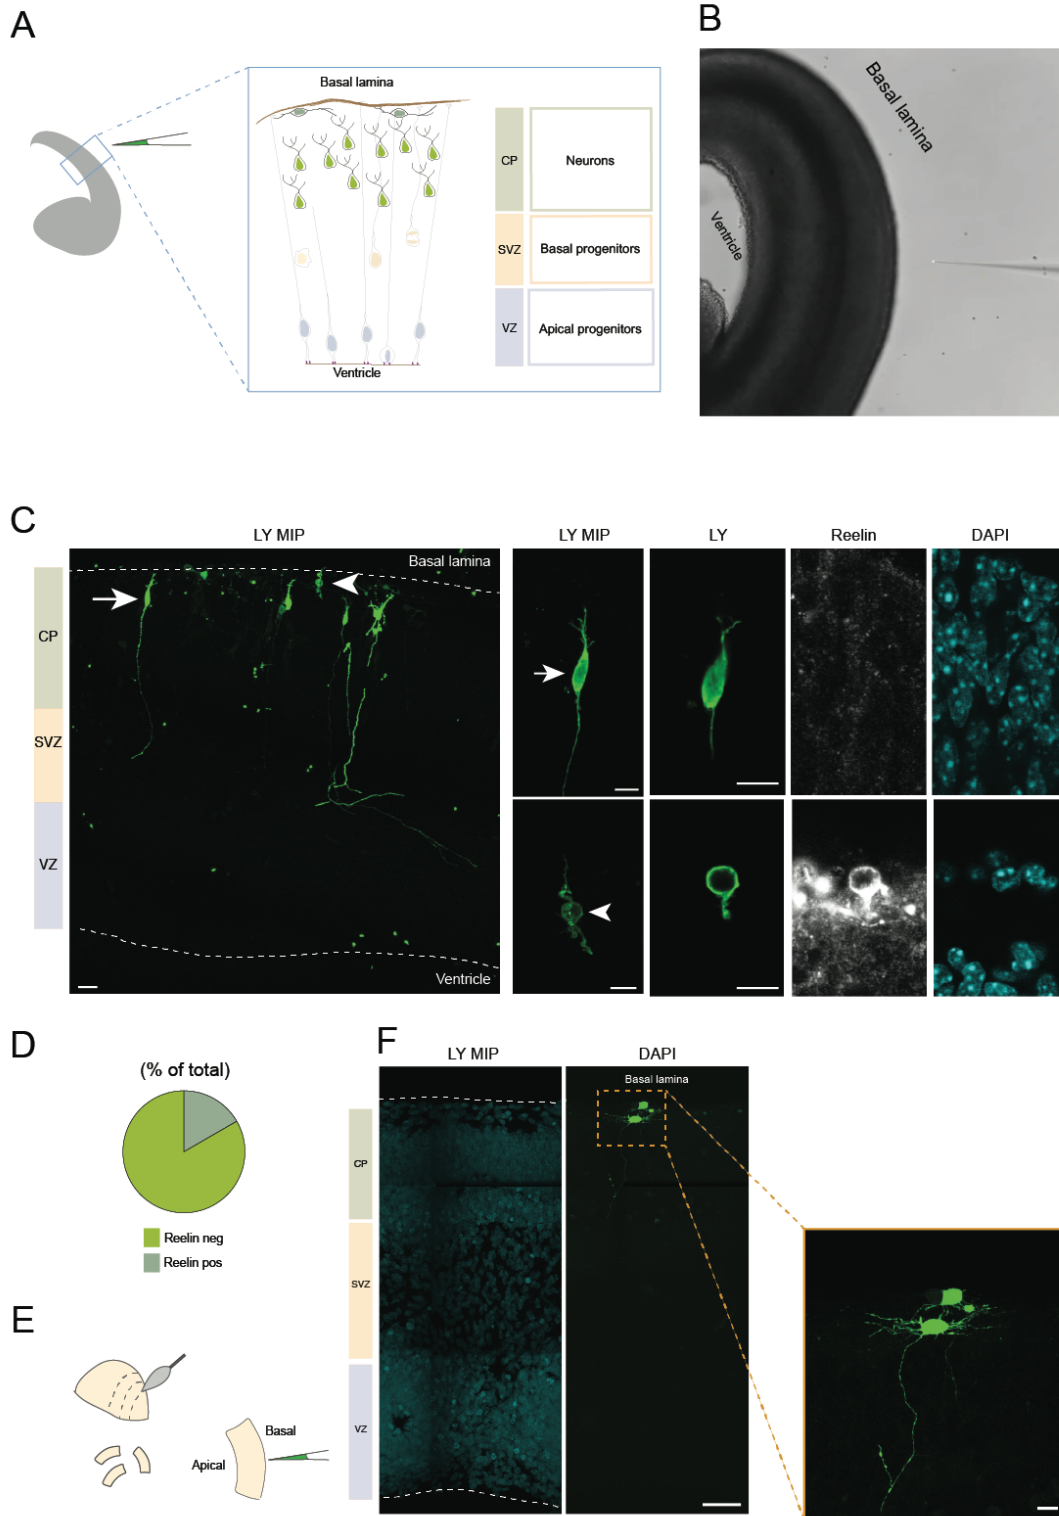 A
Basal lamina
CP
Neurons
SVZ
Basal progenitors
VZ
Apical progenitors
Ventricle
B
Basal lamina
Ventricle
C
LY MIP
Basal lamina
CP
SVZ
VZ
Ventricle
LY MIP
LY
Reelin
DAPI
D
(% of total)
Reelin neg
Reelin pos
E
Basal
Apical
F
LY MIP
DAPI
Basal lamina
CP
SVZ
VZ